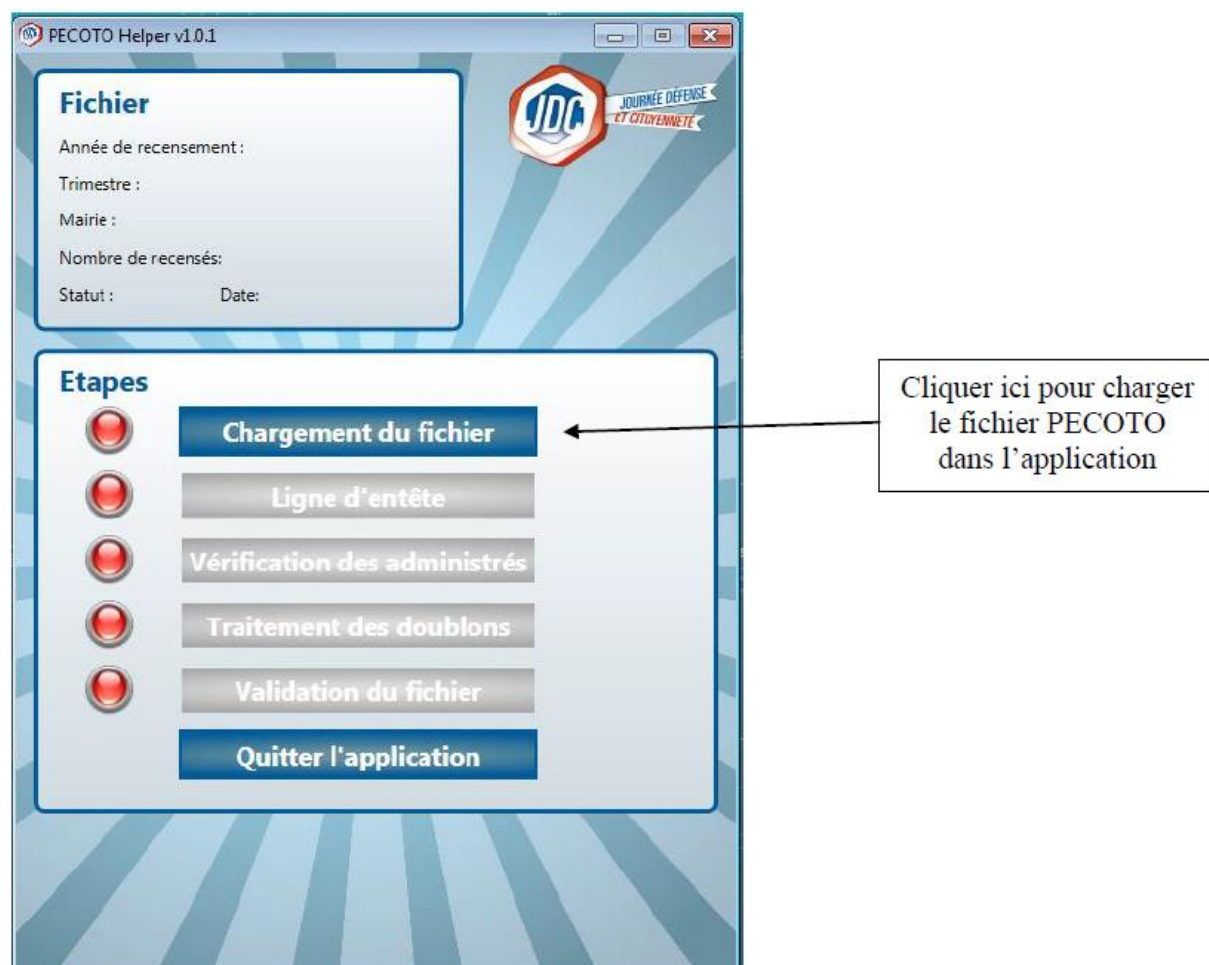 PECOTO Helper v1.0.1
Fichier
Année de recensement :
Trimestre :
Mairie :
Nombre de recensés:
Statut : Date:
JDC
JOURNÉE DÉFENSE
ET CITOYENNETÉ
Etapes
Chargement du fichier
Ligne d'entête
Vérification des administrés
Traitement des doublons
Validation du fichier
Quitter l'application
Cliquer ici pour charger
le fichier PECOTO
dans l’application